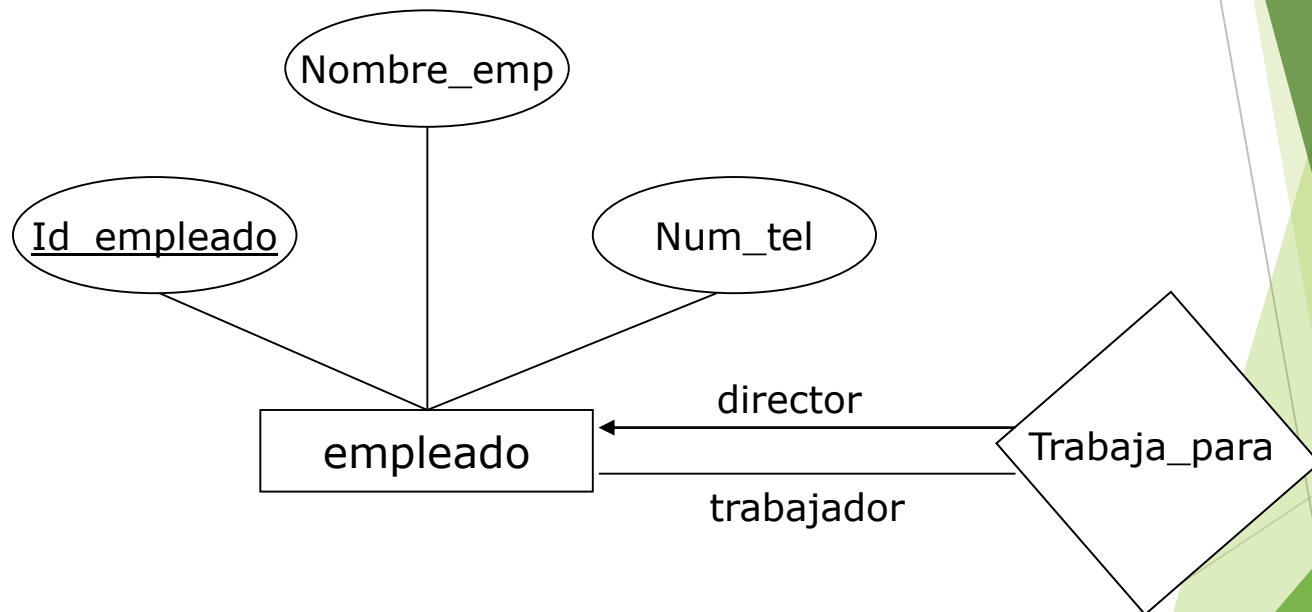 Nombre_emp
Id_empleado
Num_tel
director
empleado
Trabaja_para
trabajador